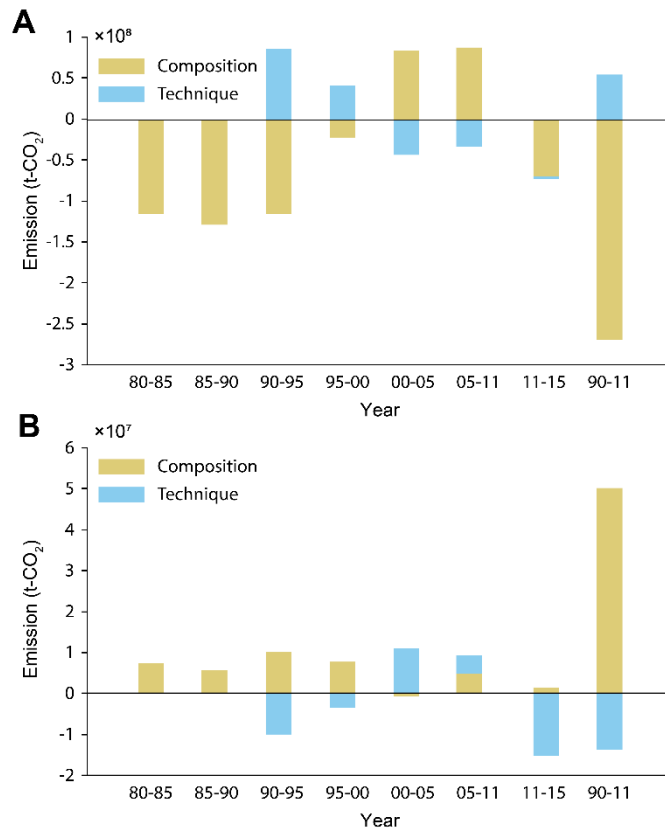 A
×10⁸
1
0.5
0
-0.5
-1
-1.5
-2
-2.5
-3
Emission (t-CO₂)
Composition
Technique
80-85 85-90 90-95 95-00 00-05 05-11 11-15 90-11
Year
B
×10⁷
6
5
4
3
2
1
0
-1
-2
Emission (t-CO₂)
Composition
Technique
80-85 85-90 90-95 95-00 00-05 05-11 11-15 90-11
Year